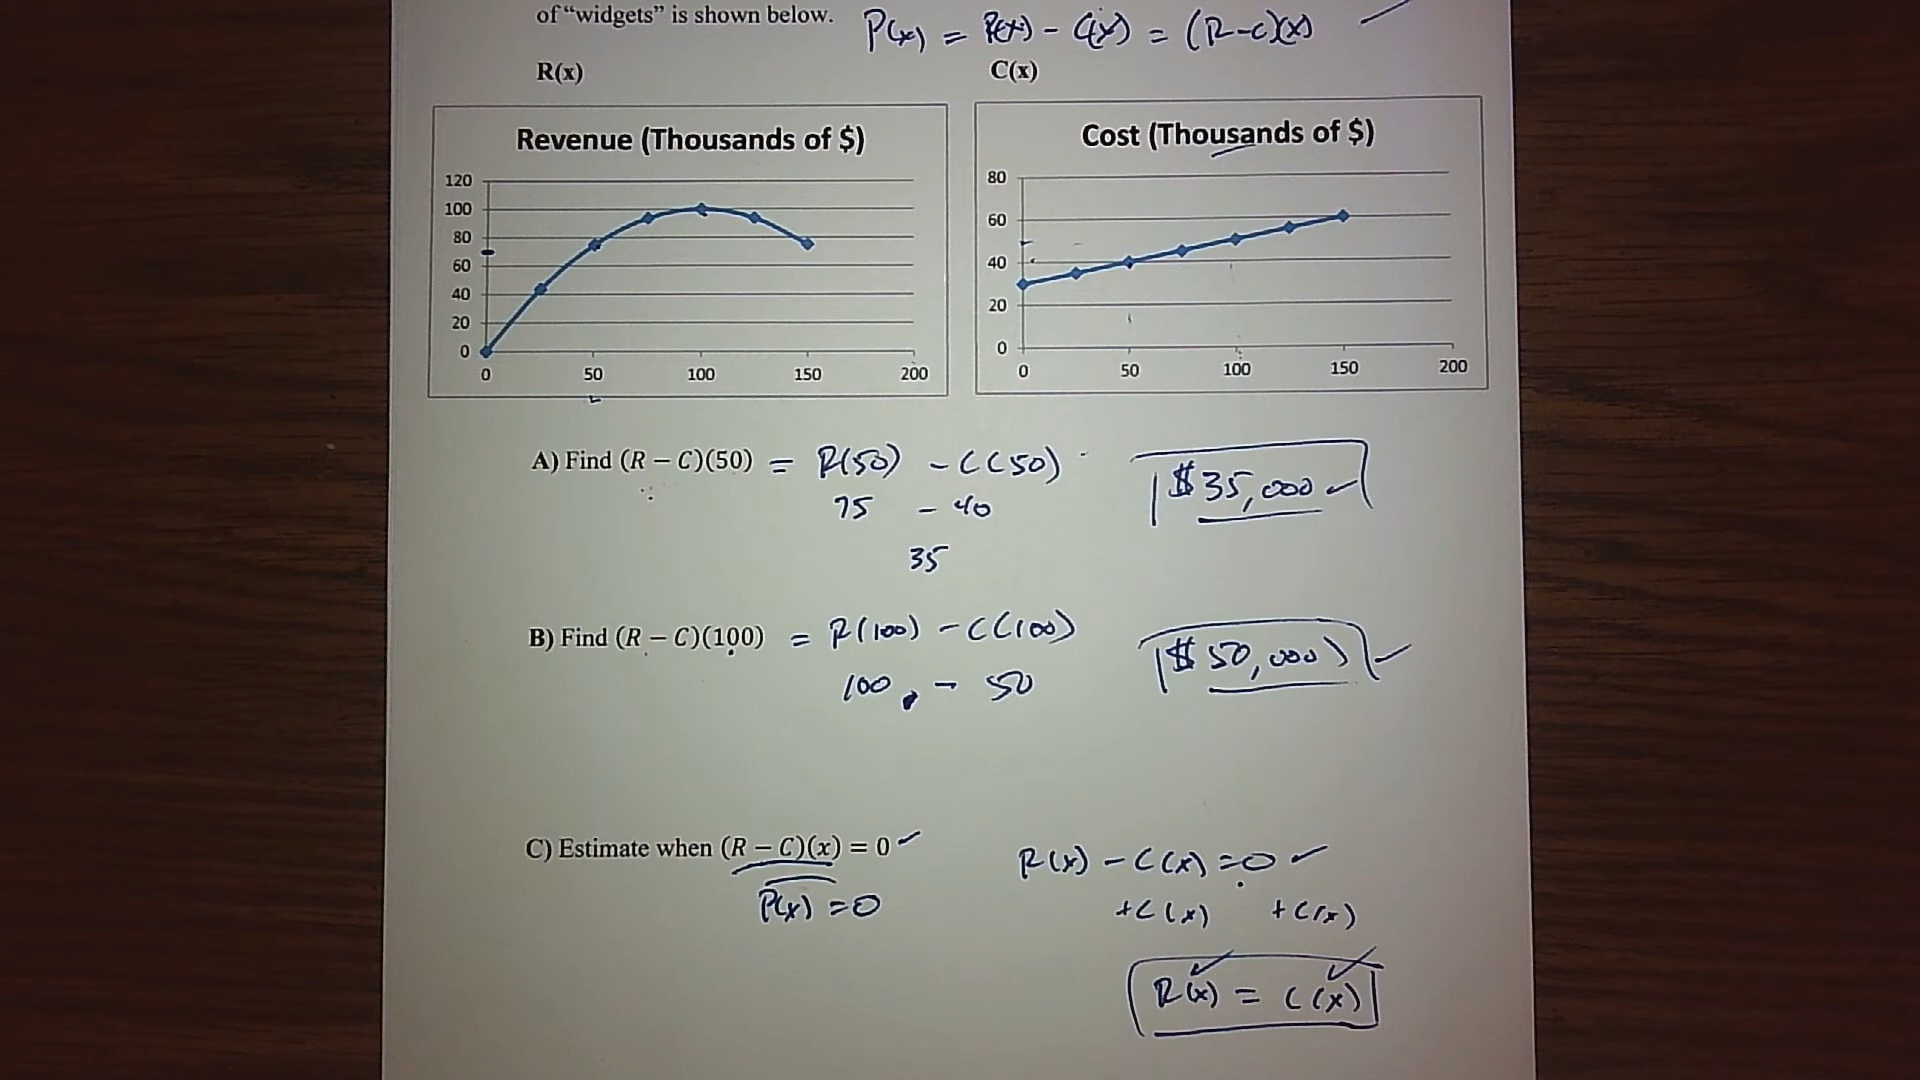 of “widgets” is shown below. P(x) = R(x) - C(x) = (R-C)(x)
R(x) C(x)
Revenue (Thousands of $)
120
100
80
60
40
20
0
0 50 100 150 200
Cost (Thousands of $)
80
60
40
20
0
0 50 100 150 200
A) Find (R − C)(50) = R(50) - C(50) $35,000
75 - 40
35
B) Find (R − C)(100) = R(100) - C(100) $50,000
100 - 50
C) Estimate when (R − C)(x) = 0 R(x) - C(x) = 0
P(x) = 0 +C(x) +C(x)
R(x) = C(x)